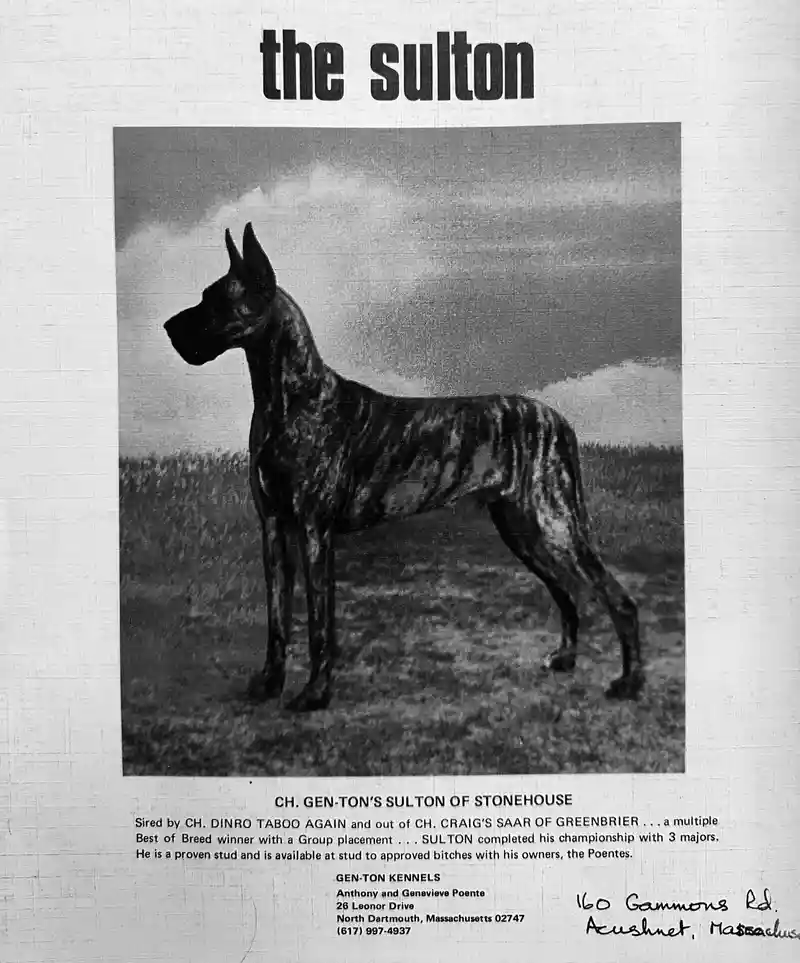 the sulton
CH. GEN-TON'S SULTON OF STONEHOUSE
Sired by CH. DINRO TABOO AGAIN and out of CH. CRAIG'S SAAR OF GREENBRIER . . . a multiple
Best of Breed winner with a Group placement . . . SULTON completed his championship with 3 majors.
He is a proven stud and is available at stud to approved bitches with his owners, the Poentes.
GEN-TON KENNELS
Anthony and Genevieve Poente
26 Leonor Drive
North Dartmouth, Massachusetts 02747
(617) 997-4937
160 Gammons Rd.
Acushnet, Massachus